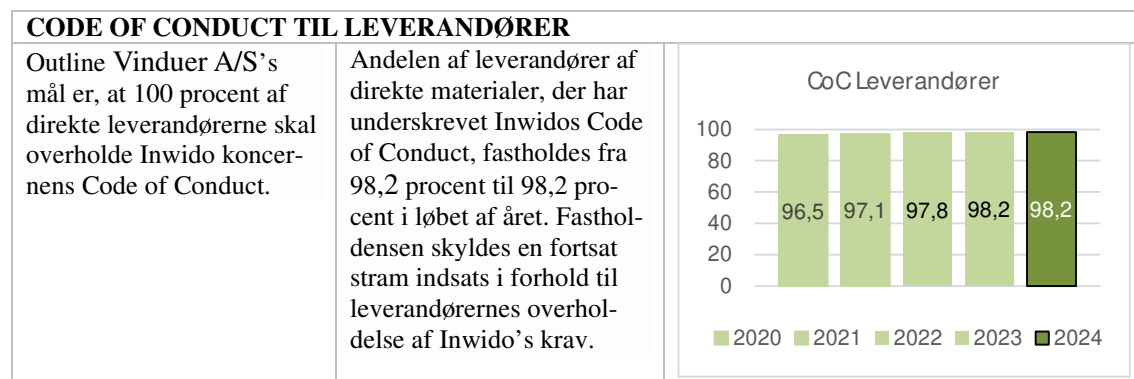 CODE OF CONDUCT TIL LEVERANDØRER
Outline Vinduer A/S's
mål er, at 100 procent af
direkte leverandørerne skal
overholde Inwido koncer-
nens Code of Conduct.
Andelen af leverandører af
direkte materialer, der har
underskrevet Inwidos Code
of Conduct, fastholdes fra
98,2 procent til 98,2 pro-
cent i løbet af året. Fasthol-
densen skyldes en fortsat
stram indsats i forhold til
leverandørernes overhol-
delse af Inwido's krav.
CoC Leverandører
100
80
60
40
20
0
96,5 97,1 97,8 98,2 98,2
2020 2021 2022 2023 2024